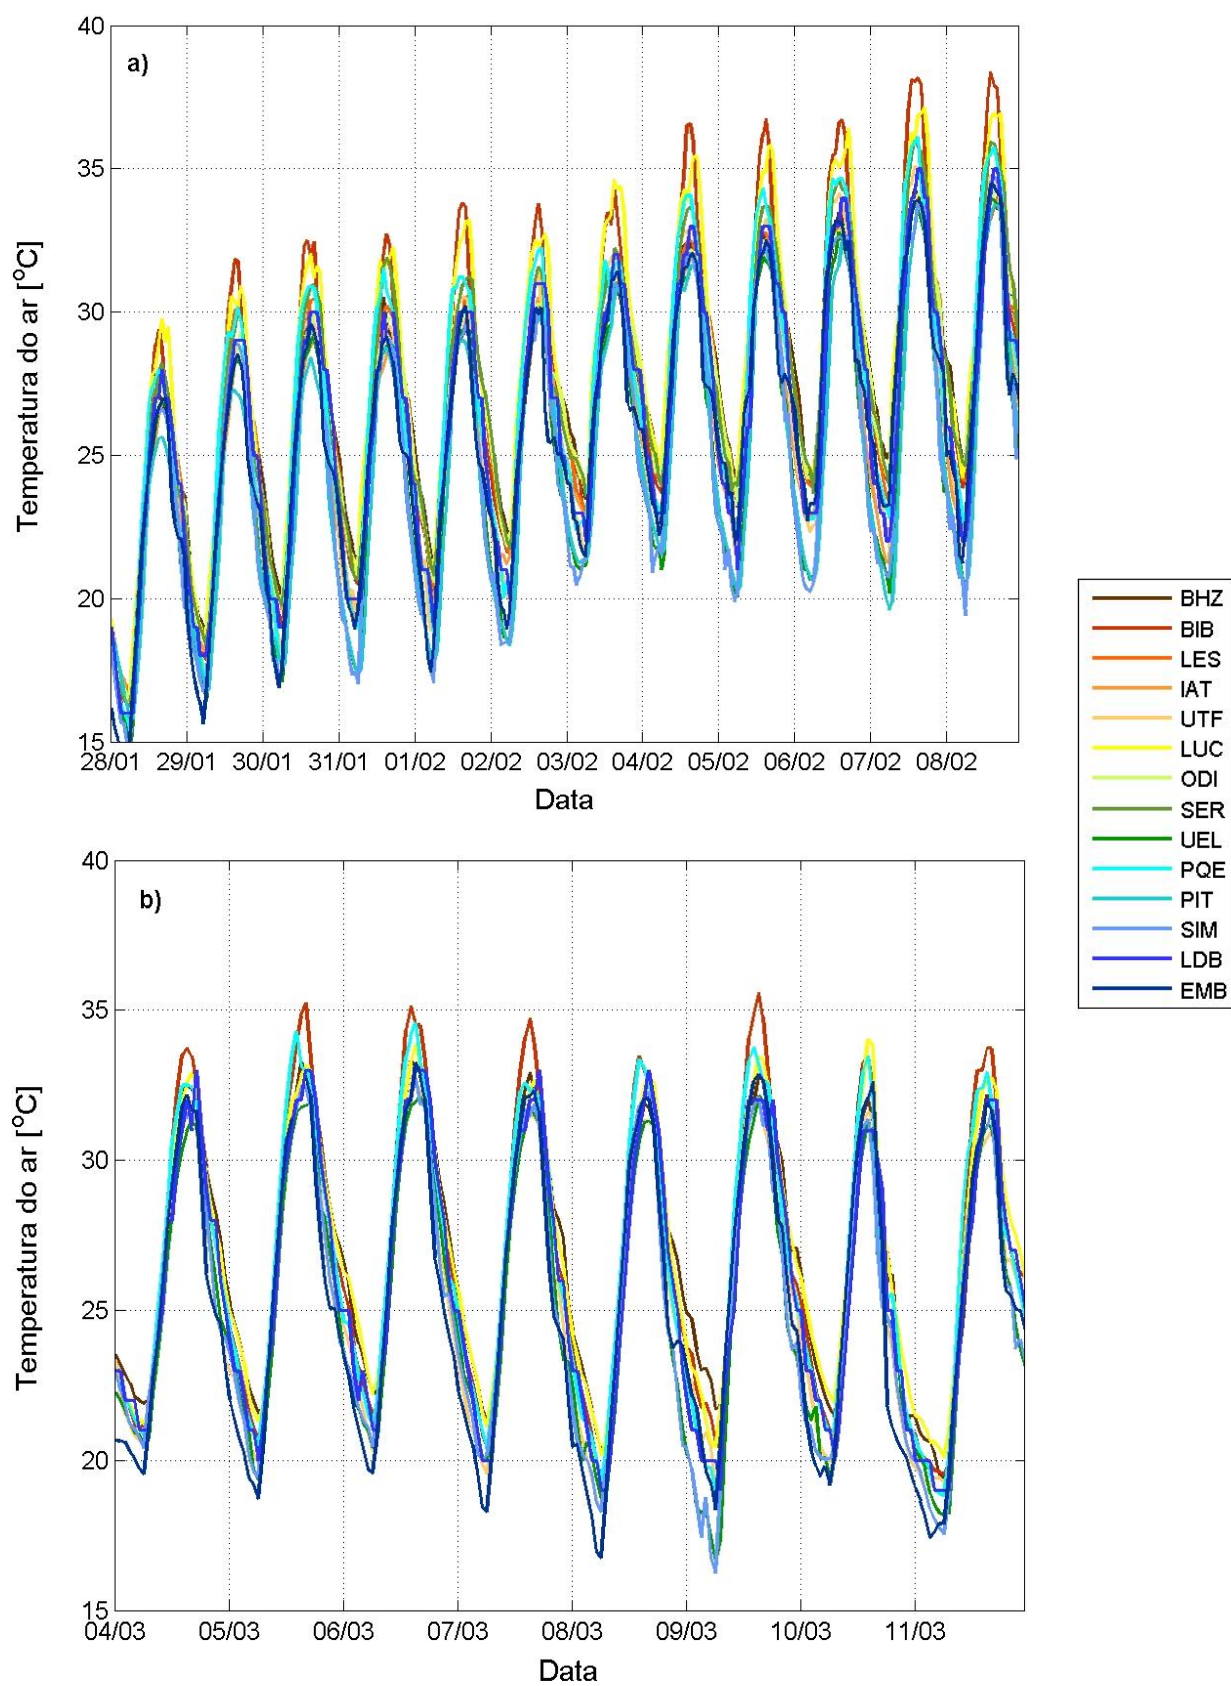 a)
40
35
30
25
20
15
Temperatura do ar [°C]
28/01 29/01 30/01 31/01 01/02 02/02 03/02 04/02 05/02 06/02 07/02 08/02
Data
BHZ
BIB
LES
IAT
UTF
LUC
ODI
SER
UEL
PQE
PIT
SIM
LDB
EMB
b)
40
35
30
25
20
15
Temperatura do ar [°C]
04/03 05/03 06/03 07/03 08/03 09/03 10/03 11/03
Data